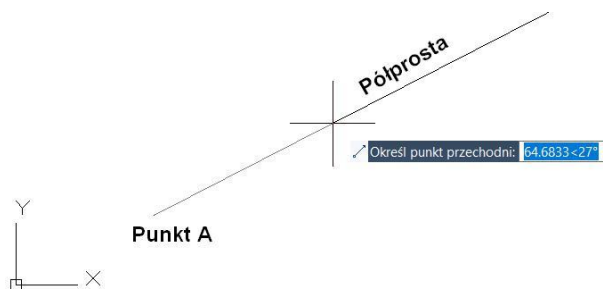 Półprosta
Określ punkt przechodni: 64.6833<27°
Punkt A
Y
X